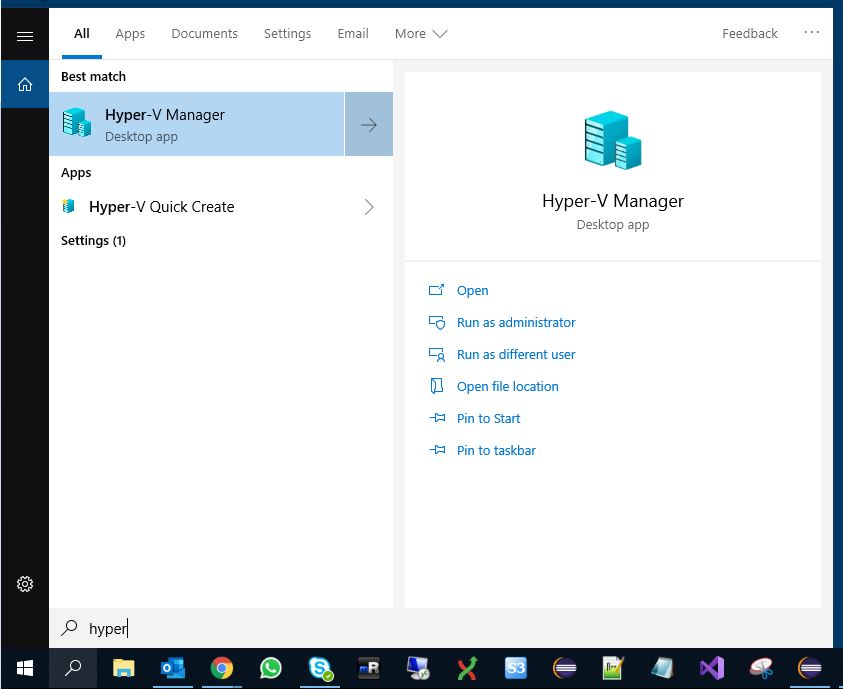 All Apps Documents Settings Email More Feedback ...
Best match
Hyper-V Manager
Desktop app
Apps
Hyper-V Quick Create
Settings (1)
Hyper-V Manager
Desktop app
Open
Run as administrator
Run as different user
Open file location
Pin to Start
Pin to taskbar
hyper
mR S3